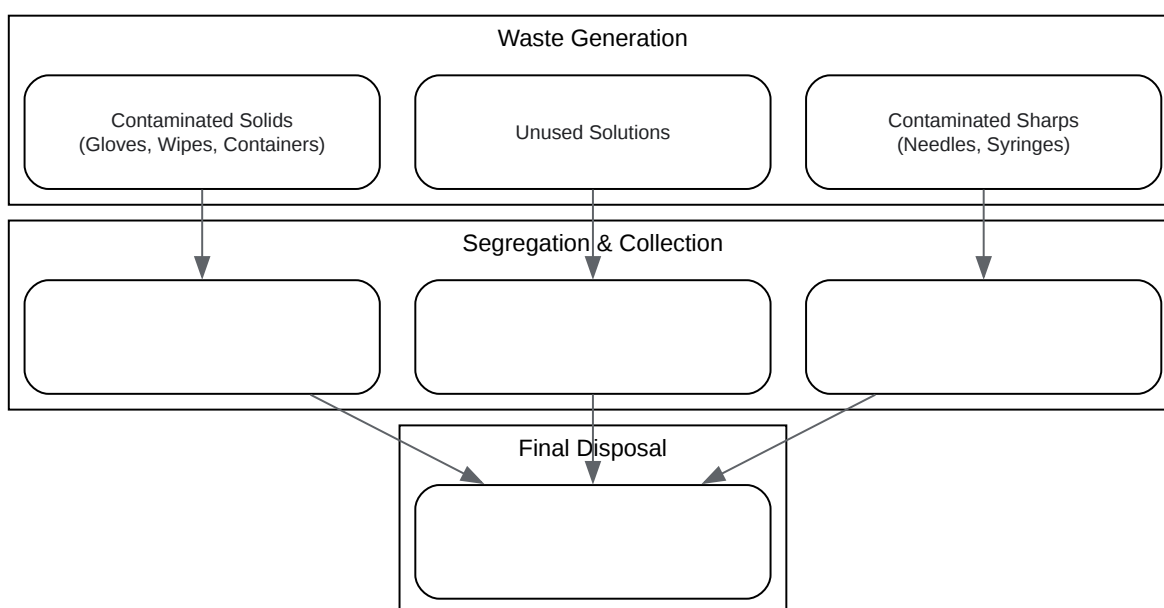 Waste Generation
Contaminated Solids
(Gloves, Wipes, Containers)
Unused Solutions
Contaminated Sharps
(Needles, Syringes)
Segregation & Collection
Final Disposal